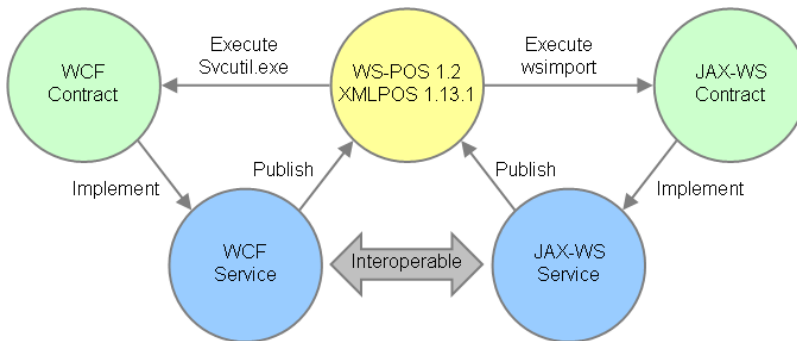 Execute
Svcutil.exe
Execute
wsimport
WCF
Contract
WS-POS 1.2
XMLPOS 1.13.1
JAX-WS
Contract
Implement
Publish
Publish
Implement
WCF
Service
Interoperable
JAX-WS
Service